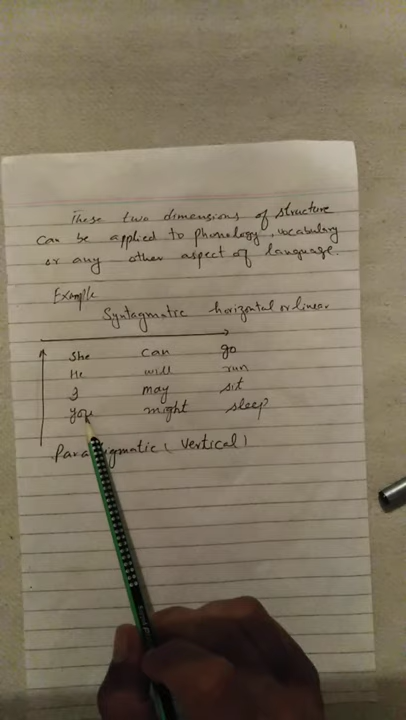 These two dimensions of structure
can be applied to phonology, vocabulary
or any other aspect of language.
Example
Syntagmatic horizontal or linear
She can go
He will run
I may sit
you might sleep
Paradigmatic (Vertical)